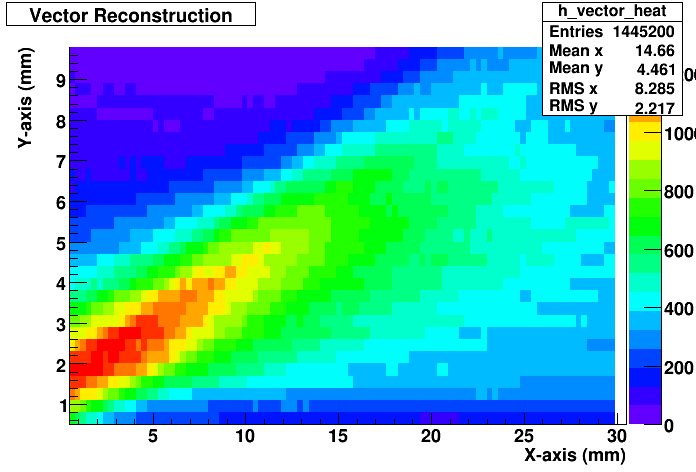 Vector Reconstruction
h_vector_heat
Entries 1445200
Mean x 14.66
Mean y 4.461
RMS x 8.285
RMS y 2.217
Y-axis (mm)
9
8
7
6
5
4
3
2
1
5
10
15
20
25
30
X-axis (mm)
1000
800
600
400
200
0